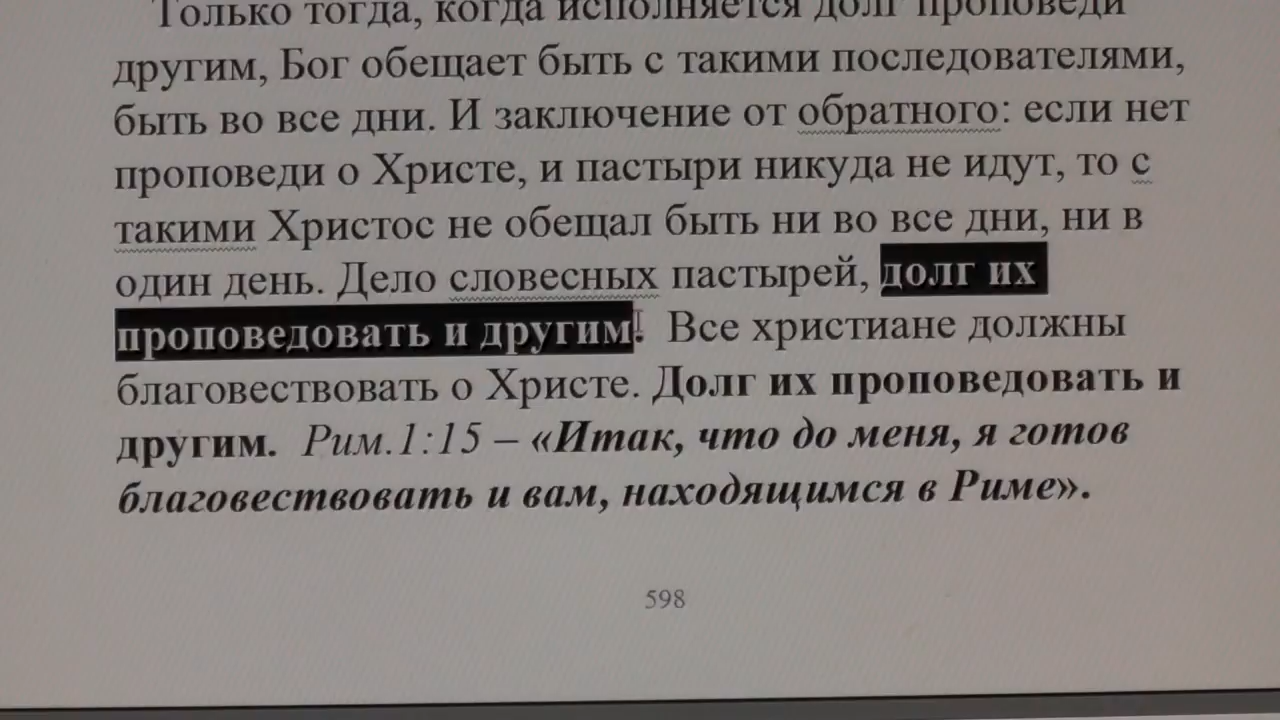 Только тогда, когда исполняется долг проповеди
другим, Бог обещает быть с такими последователями,
быть во все дни. И заключение от обратного: если нет
проповеди о Христе, и пастыри никуда не идут, то с
такими Христос не обещал быть ни во все дни, ни в
один день. Дело словесных пастырей, долг их
проповедовать и другим! Все христиане должны
благовествовать о Христе. Долг их проповедовать и
другим. Рим.1:15 – «Итак, что до меня, я готов
благовествовать и вам, находящимся в Риме».
598